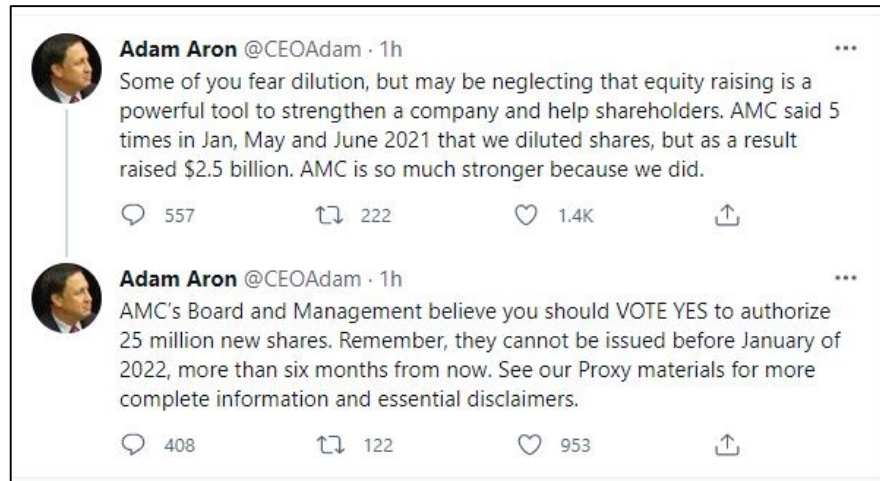 Adam Aron @CEOAdam · 1h
Some of you fear dilution, but may be neglecting that equity raising is a
powerful tool to strengthen a company and help shareholders. AMC said 5
times in Jan, May and June 2021 that we diluted shares, but as a result
raised $2.5 billion. AMC is so much stronger because we did.
557 222 1.4K
Adam Aron @CEOAdam · 1h
AMC's Board and Management believe you should VOTE YES to authorize
25 million new shares. Remember, they cannot be issued before January of
2022, more than six months from now. See our Proxy materials for more
complete information and essential disclaimers.
408 122 953